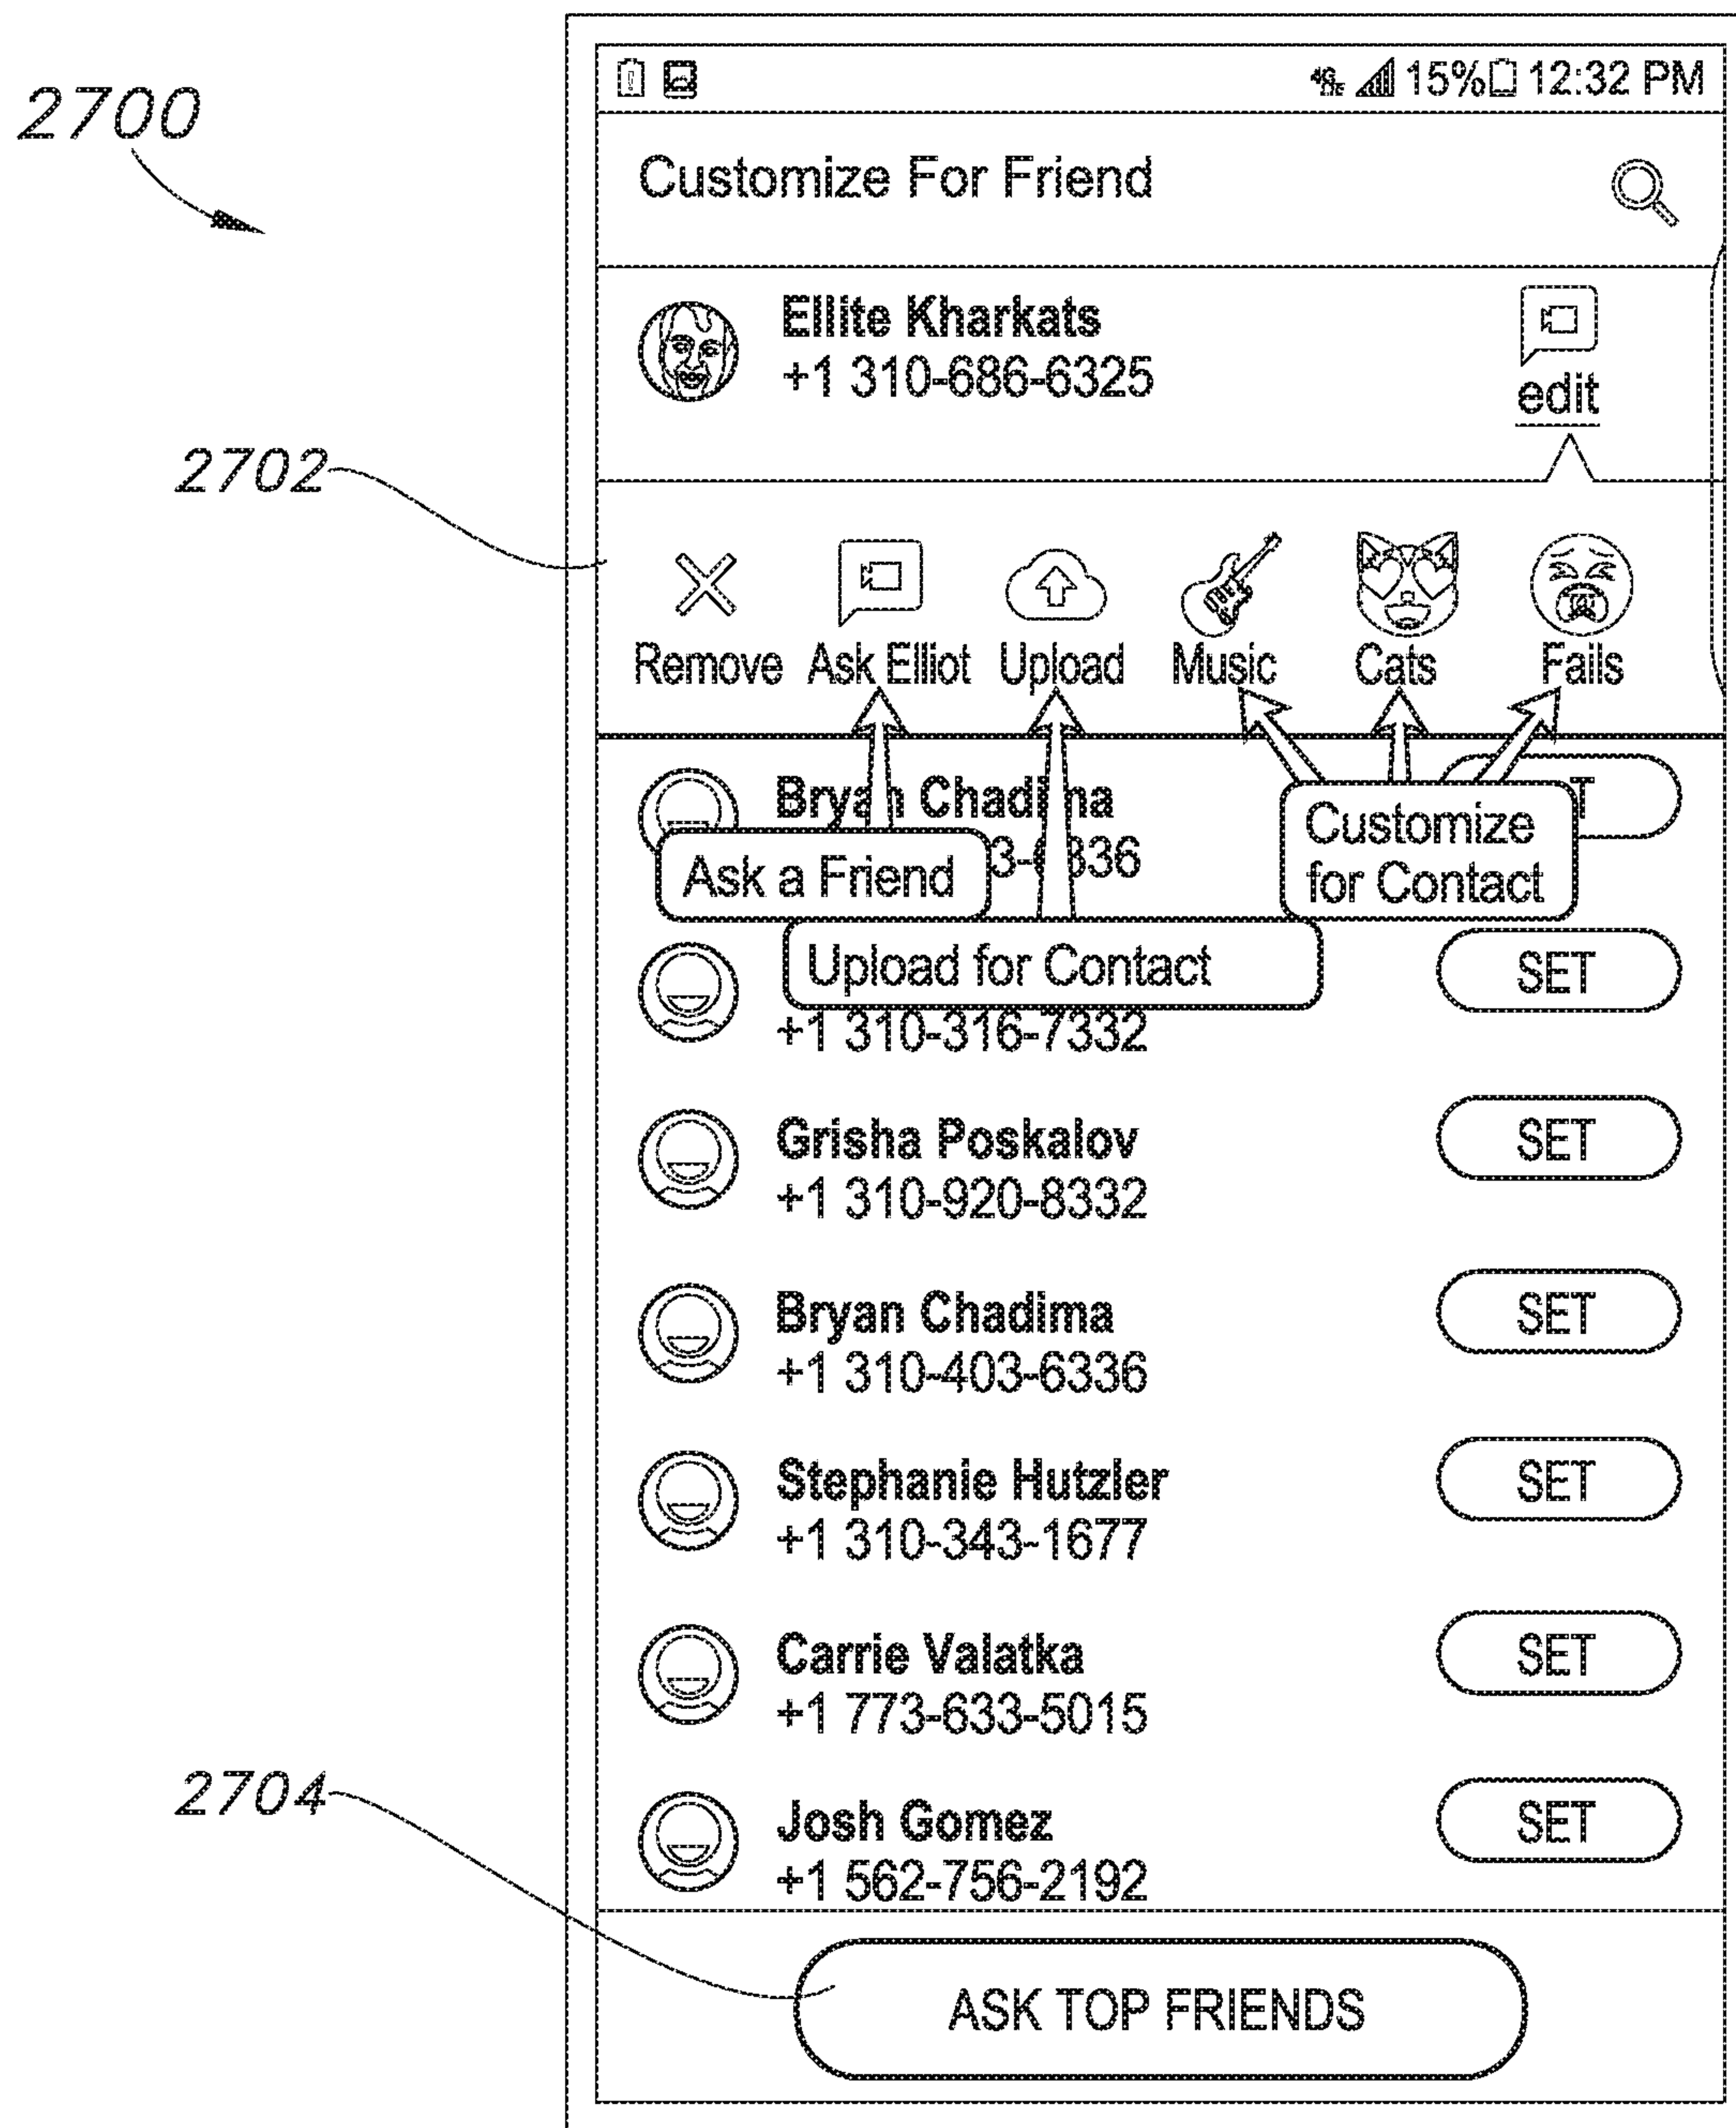 2700
15% 12:32 PM
Customize For Friend
Ellite Kharkats
+1 310-686-6325
edit
2702
Remove Ask Elliot Upload Music Cats Fails
Bryan Chadima
Customize
for Contact
Ask a Friend
Upload for Contact
SET
+1 310-316-7332
Grisha Poskalov
SET
+1 310-920-8332
Bryan Chadima
SET
+1 310-403-6336
Stephanie Hutzler
SET
+1 310-343-1677
Carrie Valatka
SET
+1 773-633-5015
2704
Josh Gomez
SET
+1 562-756-2192
ASK TOP FRIENDS